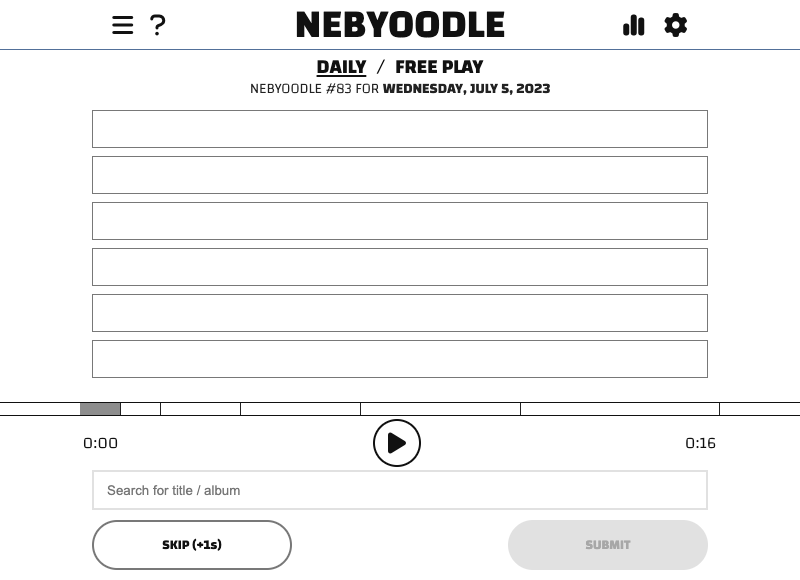 ?
NEBYOODLE
DAILY / FREE PLAY
NEBYOODLE #83 FOR WEDNESDAY, JULY 5, 2023
0:00
0:16
Search for title / album
SKIP (+1s)
SUBMIT